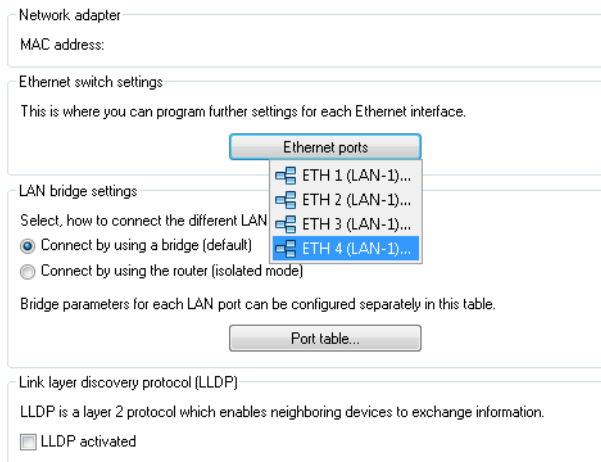 Network adapter
MAC address:
Ethernet switch settings
This is where you can program further settings for each Ethernet interface.
Ethernet ports
ETH 1 (LAN-1)...
ETH 2 (LAN-1)...
ETH 3 (LAN-1)...
ETH 4 (LAN-1)...
LAN bridge settings
Select, how to connect the different LAN
Connect by using a bridge (default)
Connect by using the router (isolated mode)
Bridge parameters for each LAN port can be configured separately in this table.
Port table...
Link layer discovery protocol (LLDP)
LLDP is a layer 2 protocol which enables neighboring devices to exchange information.
LLDP activated